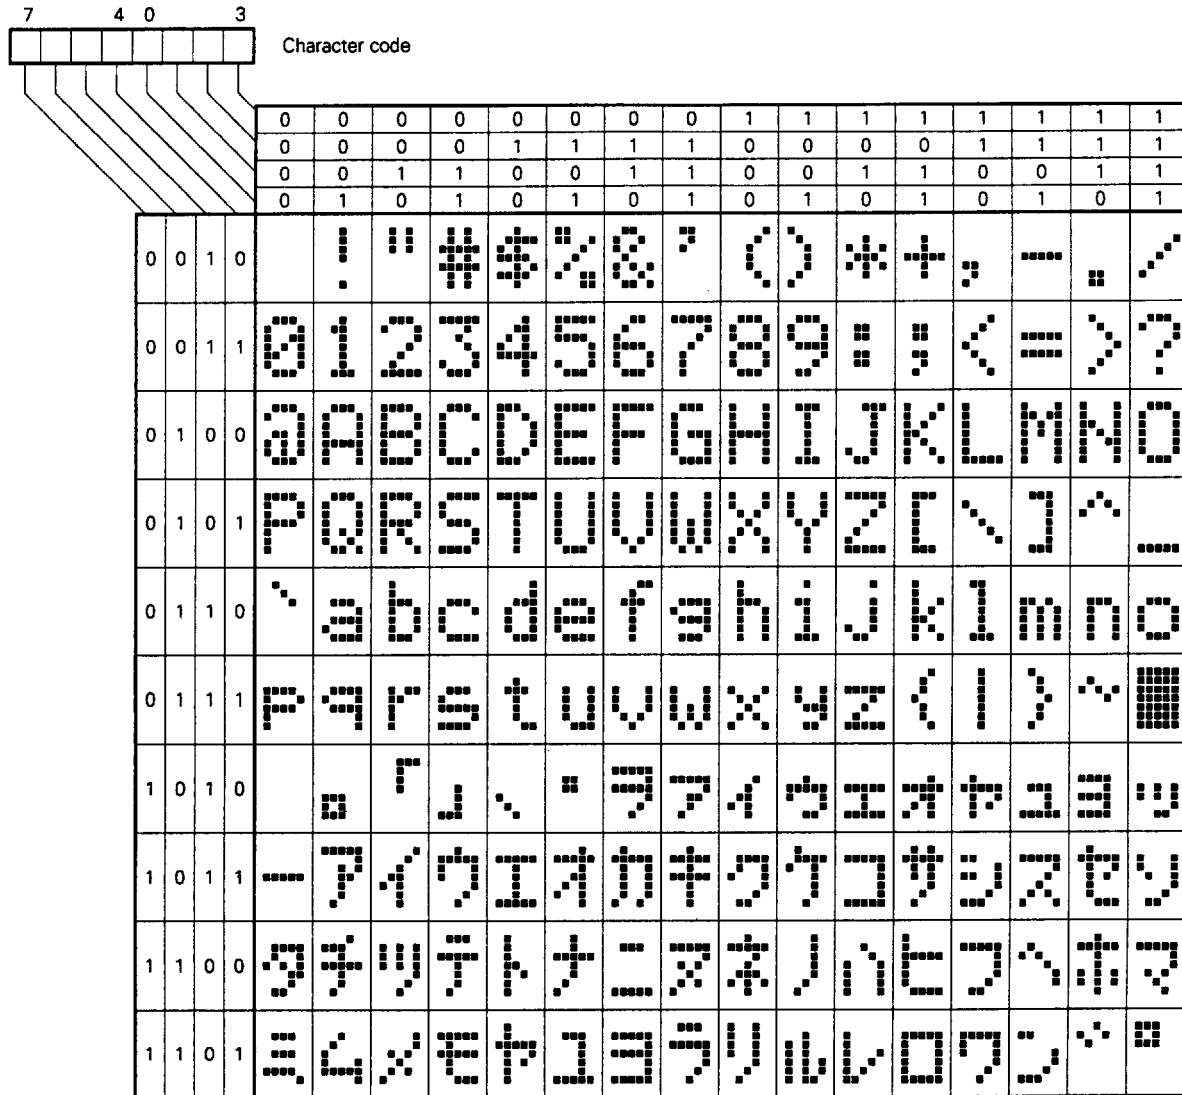 7 4 0 3
Character code
0 0 0 0 0 0 0 0 1 1 1 1 1 1 1 1
0 0 0 0 1 1 1 1 0 0 0 0 1 1 1 1
0 0 1 1 0 0 1 1 0 0 1 1 0 0 1 1
0 1 0 1 0 1 0 1 0 1 0 1 0 1 0 1
0 0 1 0 ! " # $ % & ' ( ) * + , - . /
0 0 1 1 0 1 2 3 4 5 6 7 8 9 : ; < = > ?
0 1 0 0 @ A B C D E F G H I J K L M N O
0 1 0 1 P Q R S T U V W X Y Z [ \ ] ^ _
0 1 1 0 ` a b c d e f g h i j k l m n o
0 1 1 1 p q r s t u v w x y z { | } ~
1 0 1 0 。 「 」 、 ・ ヲ ァ ィ ゥ ェ ォ ャ ュ ョ ッ
1 0 1 1 ー ア イ ウ エ オ カ キ ク ケ コ サ シ ス セ ソ
1 1 0 0 タ チ ツ テ ト ナ ニ ヌ ネ ノ ハ ヒ フ ヘ ホ マ
1 1 0 1 ミ ム メ モ ヤ ユ ヨ ラ リ ル レ ロ ワ ン ゛ ゜